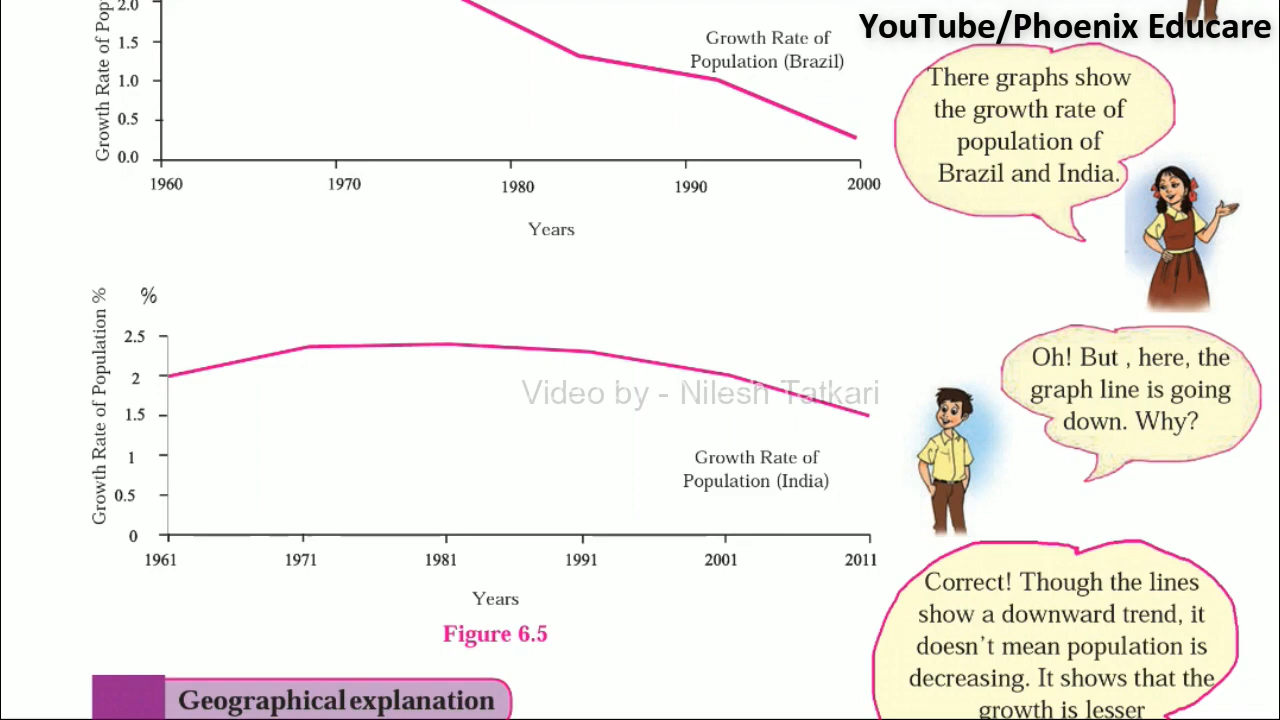 YouTube/Phoenix Educare
Growth Rate of
2.0
1.5
1.0
0.5
0.0
Growth Rate of
Population (Brazil)
1960
1970
1980
1990
2000
Years
There graphs show
the growth rate of
population of
Brazil and India.
%
Growth Rate of Population %
2.5
2
1.5
1
0.5
0
Video by - Nilesh Tatkari
Growth Rate of
Population (India)
1961
1971
1981
1991
2001
2011
Years
Figure 6.5
Oh! But , here, the
graph line is going
down. Why?
Correct! Though the lines
show a downward trend, it
doesn't mean population is
decreasing. It shows that the
growth is lesser
Geographical explanation